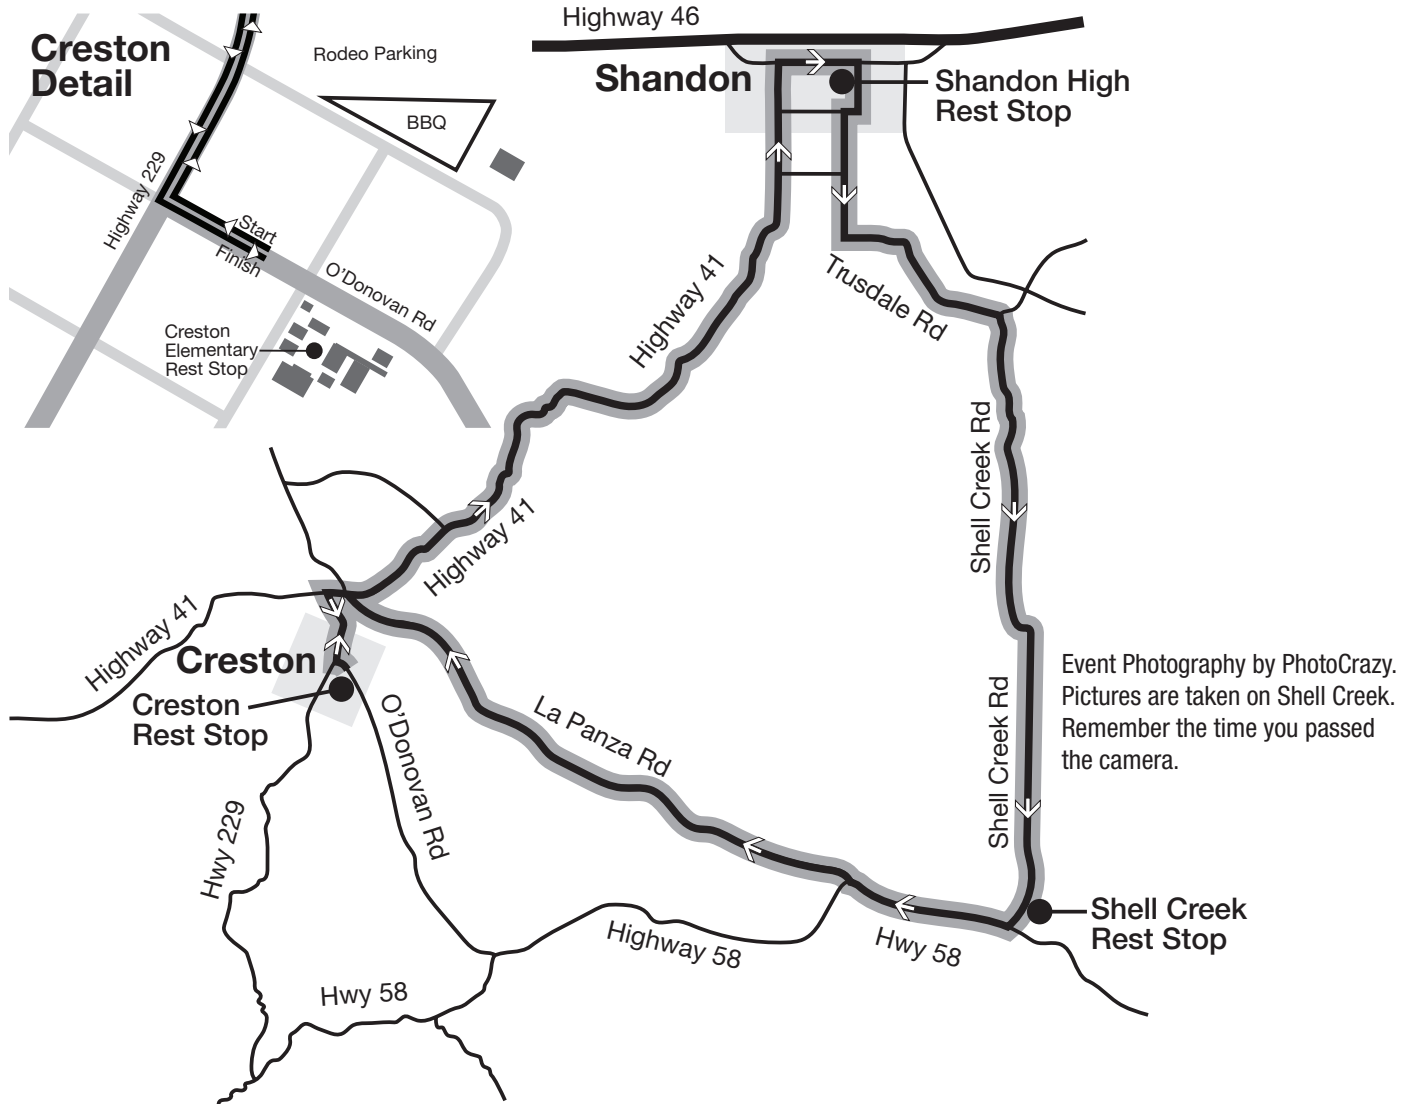 Creston
Detail
Rodeo Parking
BBQ
Highway 229
Start
Finish
O'Donovan Rd
Creston
Elementary
Rest Stop
Highway 46
Shandon
Shandon High
Rest Stop
Highway 41
Trusdale Rd
Shell Creek Rd
Highway 41
Highway 41
Creston
Creston
Rest Stop
O'Donovan Rd
La Panza Rd
Shell Creek Rd
Event Photography by PhotoCrazy.
Pictures are taken on Shell Creek.
Remember the time you passed
the camera.
Hwy 229
Highway 58
Hwy 58
Shell Creek
Rest Stop
Hwy 58